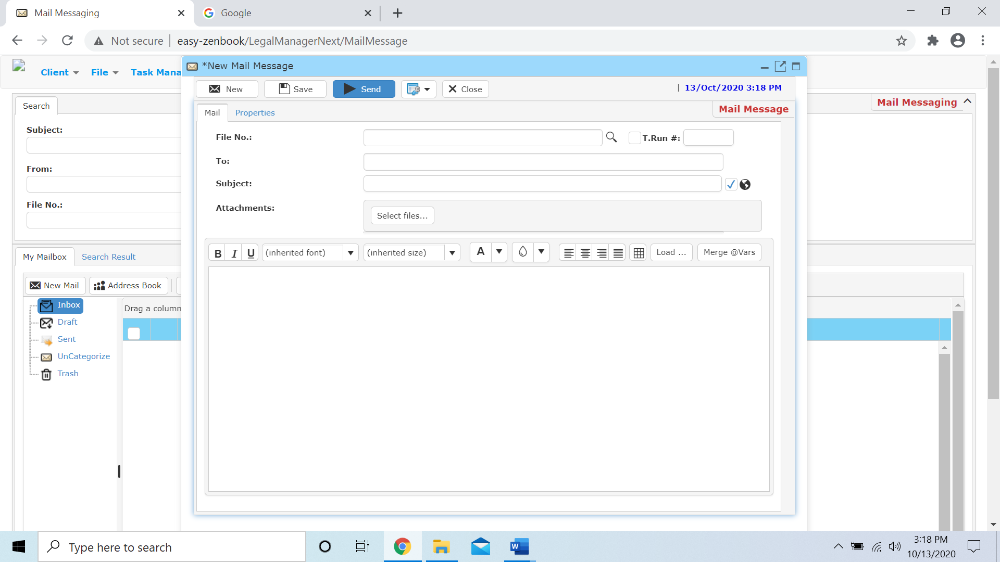 Mail Messaging
Google
Not secure easy-zenbook/LegalManagerNext/MailMessage
Client File Task Mana
*New Mail Message
New Save Send Close | 13/Oct/2020 3:18 PM
Mail Properties Mail Message
File No.: T.Run #:
To:
Subject:
Attachments: Select files...
B I U (inherited font) (inherited size) A Load ... Merge @Vars
Mail Messaging
Search
Subject:
From:
File No.:
My Mailbox Search Result
New Mail Address Book
Inbox
Draft
Sent
UnCategorize
Trash
Drag a column
Type here to search
W
3:18 PM
10/13/2020